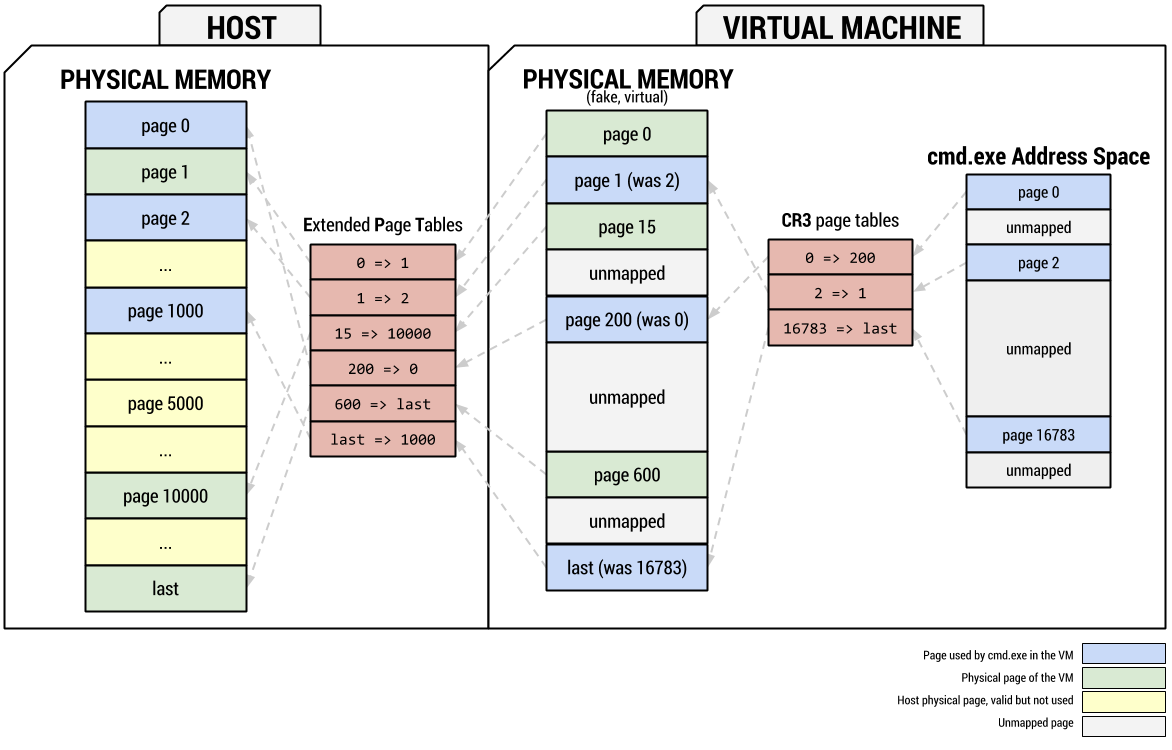 HOST
PHYSICAL MEMORY
page 0
page 1
page 2
...
page 1000
...
page 5000
...
page 10000
...
last
Extended Page Tables
0 => 1
1 => 2
15 => 10000
200 => 0
600 => last
last => 1000
VIRTUAL MACHINE
PHYSICAL MEMORY
(fake, virtual)
page 0
page 1 (was 2)
page 15
unmapped
page 200 (was 0)
unmapped
page 600
unmapped
last (was 16783)
CR3 page tables
0 => 200
2 => 1
16783 => last
cmd.exe Address Space
page 0
unmapped
page 2
unmapped
page 16783
unmapped
Page used by cmd.exe in the VM
Physical page of the VM
Host physical page, valid but not used
Unmapped page